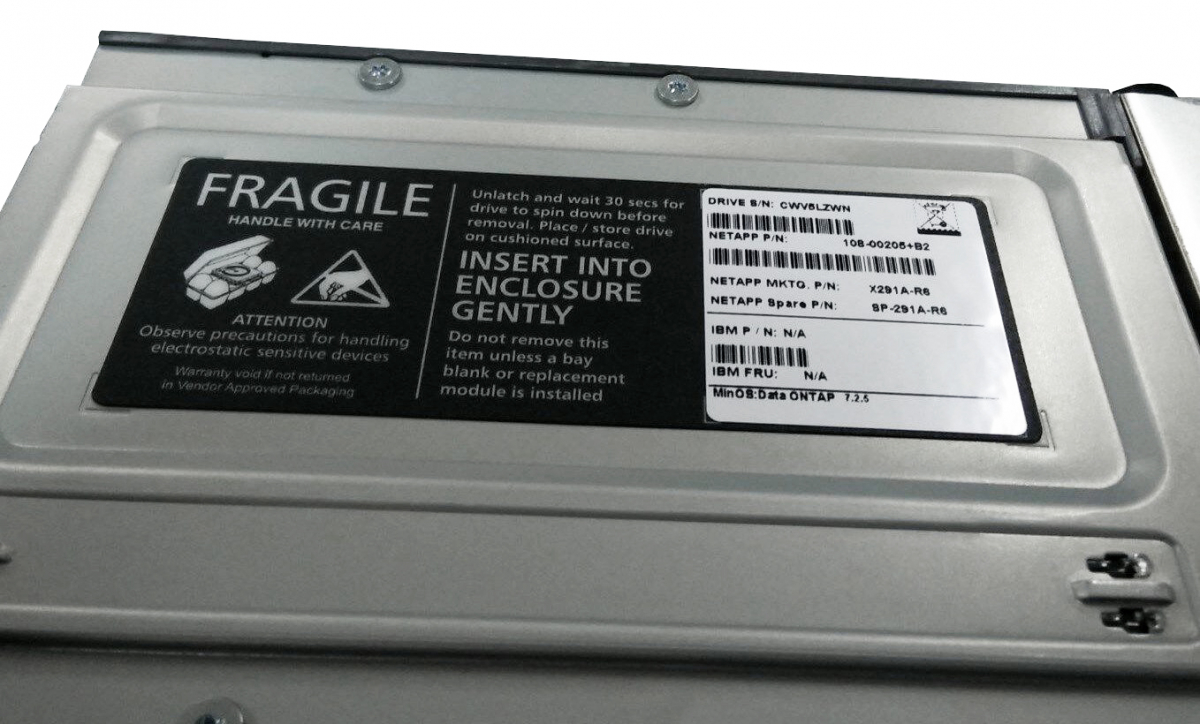 FRAGILE
HANDLE WITH CARE
ATTENTION
Observe precautions for handling
electrostatic sensitive devices
Warranty void if not returned
in Vendor Approved Packaging
Unlatch and wait 30 secs for
drive to spin down before
removal. Place / store drive
on cushioned surface.
INSERT INTO
ENCLOSURE
GENTLY
Do not remove this
item unless a bay
blank or replacement
module is installed
DRIVE S/N: CWV5LZWN
NETAPP P/N: 108-00205+B2
NETAPP MKTG. P/N: X291A-R6
NETAPP Spare P/N: SP-291A-R6
IBM P / N: N/A
IBM FRU: N/A
MinOS:Data ONTAP 7.2.5